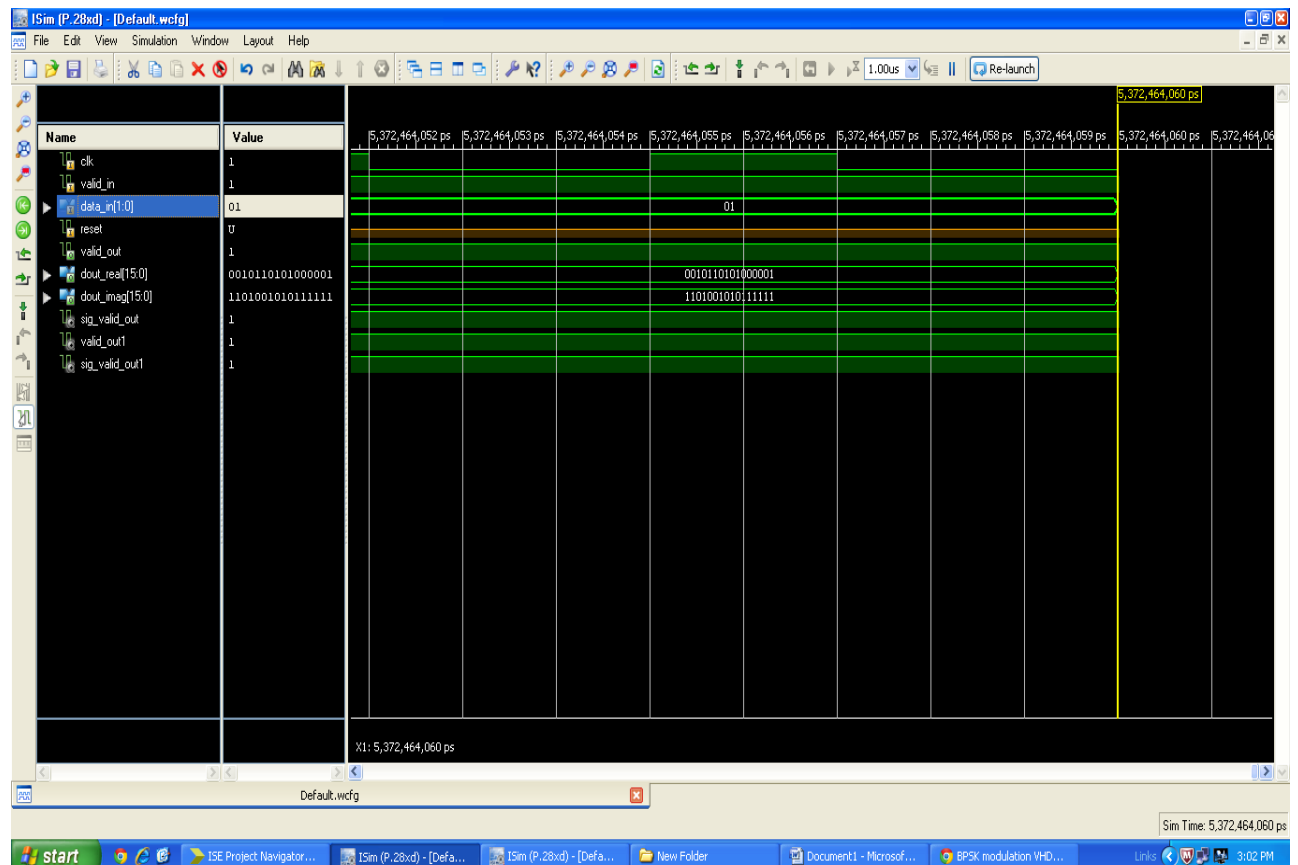 ISim (P.28xd) - [Default.wcfg]
File Edit View Simulation Window Layout Help
1.00us Re-launch
5,372,464,060 ps
Name Value
5,372,464,052 ps 5,372,464,053 ps 5,372,464,054 ps 5,372,464,055 ps 5,372,464,056 ps 5,372,464,057 ps 5,372,464,058 ps 5,372,464,059 ps 5,372,464,060 ps 5,372,464,06
clk 1
valid_in 1
data_in[1:0] 01 01
reset U
valid_out 1
dout_real[15:0] 0010110101000001 0010110101000001
dout_imag[15:0] 1101001010111111 1101001010111111
sig_valid_out 1
valid_out1 1
sig_valid_out1 1
X1: 5,372,464,060 ps
Default.wcfg
Sim Time: 5,372,464,060 ps
start ISE Project Navigator... ISim (P.28xd) - [Defa... ISim (P.28xd) - [Defa... New Folder Document1 - Microsof... BPSK modulation VHD... Links 3:02 PM